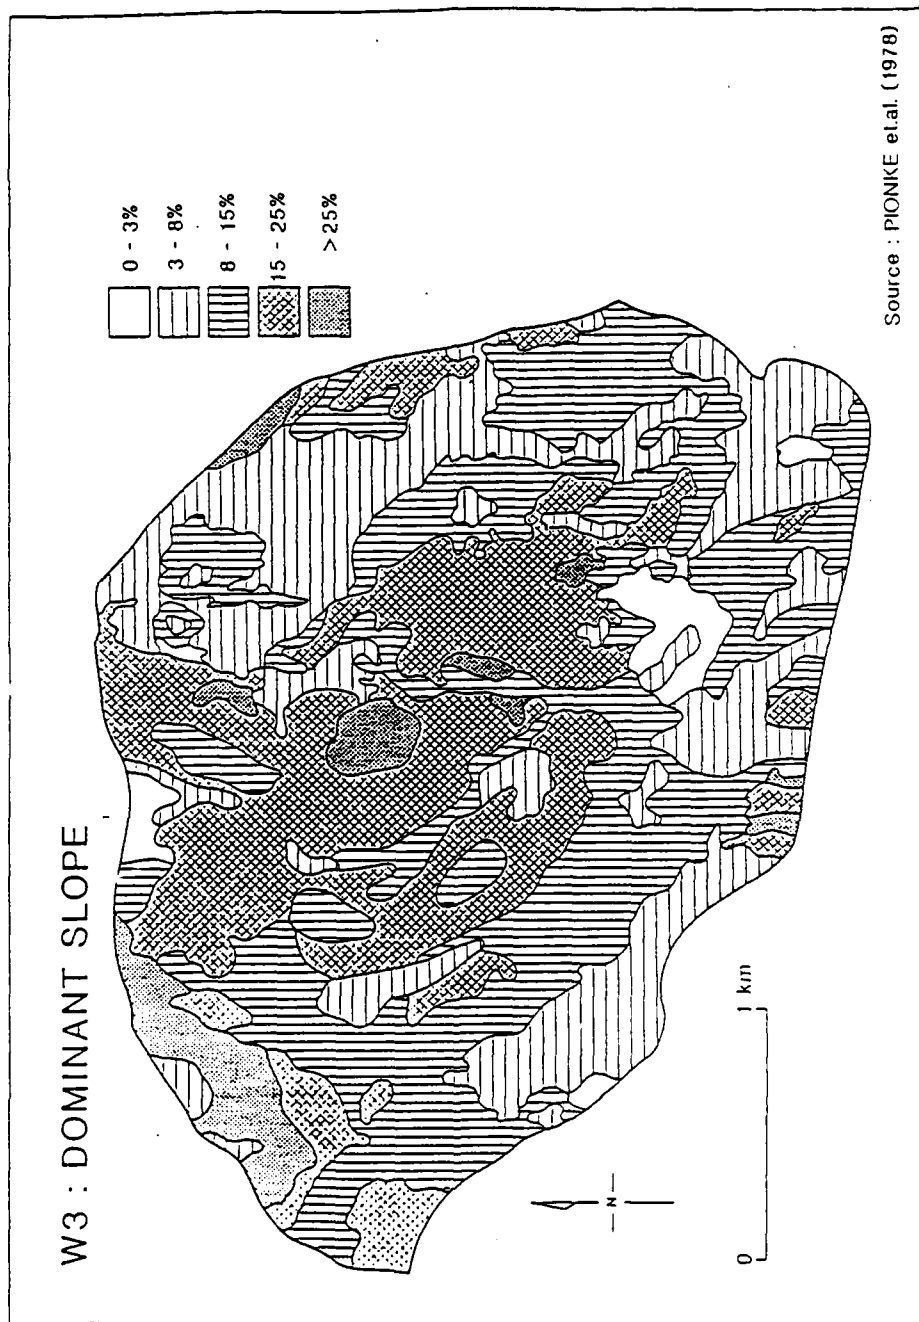 W3 : DOMINANT SLOPE
0 - 3%
3 - 8%
8 - 15%
15 - 25%
>25%
N
0
1 km
Source : PIONKE et.al. (1978)